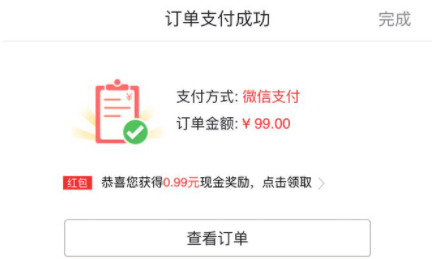 订单支付成功 完成
支付方式: 微信支付
订单金额: ¥ 99.00
红包 恭喜您获得0.99元现金奖励，点击领取
查看订单